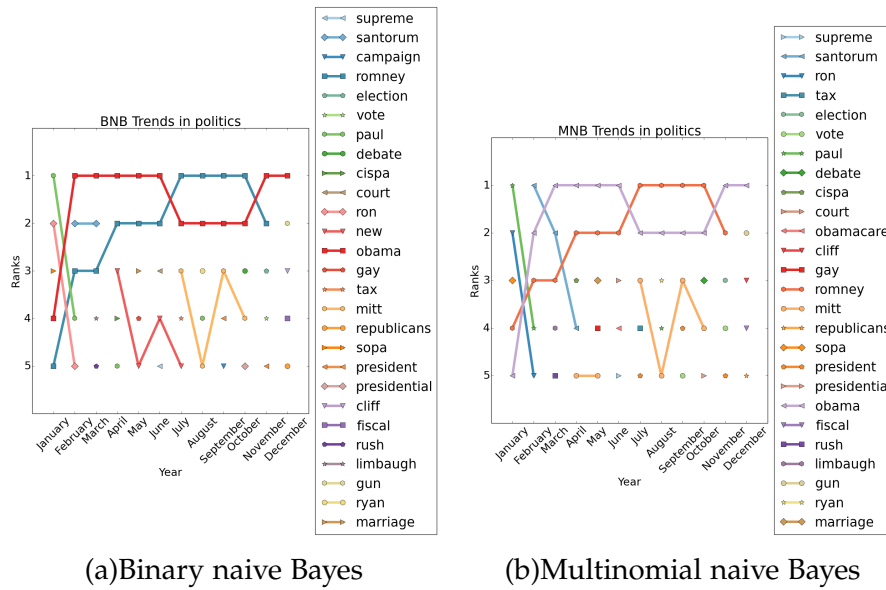 BNB Trends in politics
Ranks
1
2
3
4
5
January
February
March
April
May
June
July
August
September
October
November
December
Year
supreme
santorum
campaign
romney
election
vote
paul
debate
cispa
court
ron
new
obama
gay
tax
mitt
republicans
sopa
president
presidential
cliff
fiscal
rush
limbaugh
gun
ryan
marriage
(a)Binary naive Bayes
MNB Trends in politics
Ranks
1
2
3
4
5
January
February
March
April
May
June
July
August
September
October
November
December
Year
supreme
santorum
ron
tax
election
vote
paul
debate
cispa
court
obamacare
cliff
gay
romney
mitt
republicans
sopa
president
presidential
obama
fiscal
rush
limbaugh
gun
ryan
marriage
(b)Multinomial naive Bayes